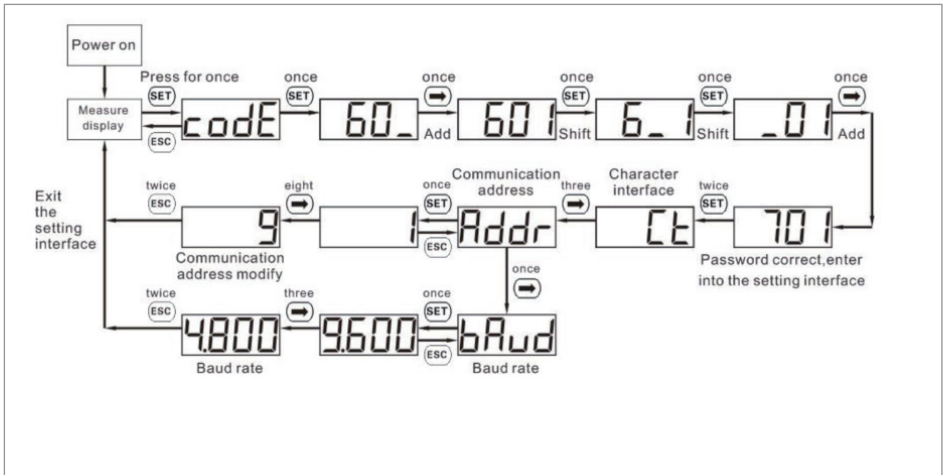 Power on
Press for once
once
once
once
once
once
SET
SET
→
SET
SET
→
Measure display
codE
60_
601
6_1
_01
ESC
Add
Shift
Shift
Add
Exit the setting interface
twice
eight
once
Communication address
three
Character interface
twice
ESC
→
SET
→
SET
9
1
Addr
Ct
701
ESC
Communication address modify
Password correct,enter
into the setting interface
once
→
twice
three
once
ESC
→
SET
4.800
9.600
bAud
ESC
Baud rate
Baud rate